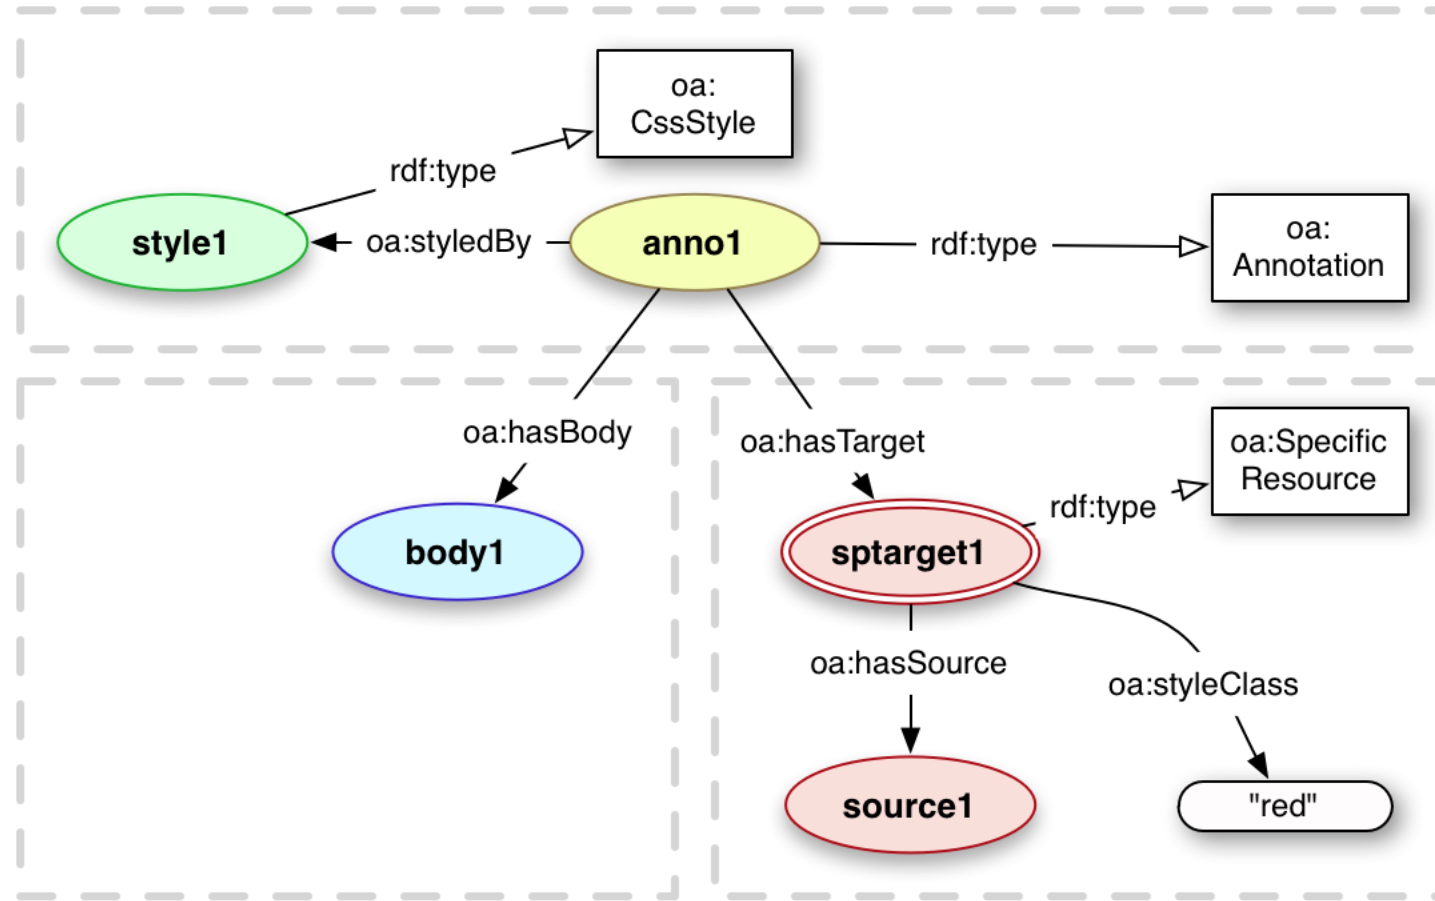 oa:
CssStyle
rdf:type
style1
oa:styledBy
anno1
rdf:type
oa:
Annotation
oa:hasBody
oa:hasTarget
oa:Specific
Resource
rdf:type
body1
sptarget1
oa:hasSource
oa:styleClass
source1
"red"